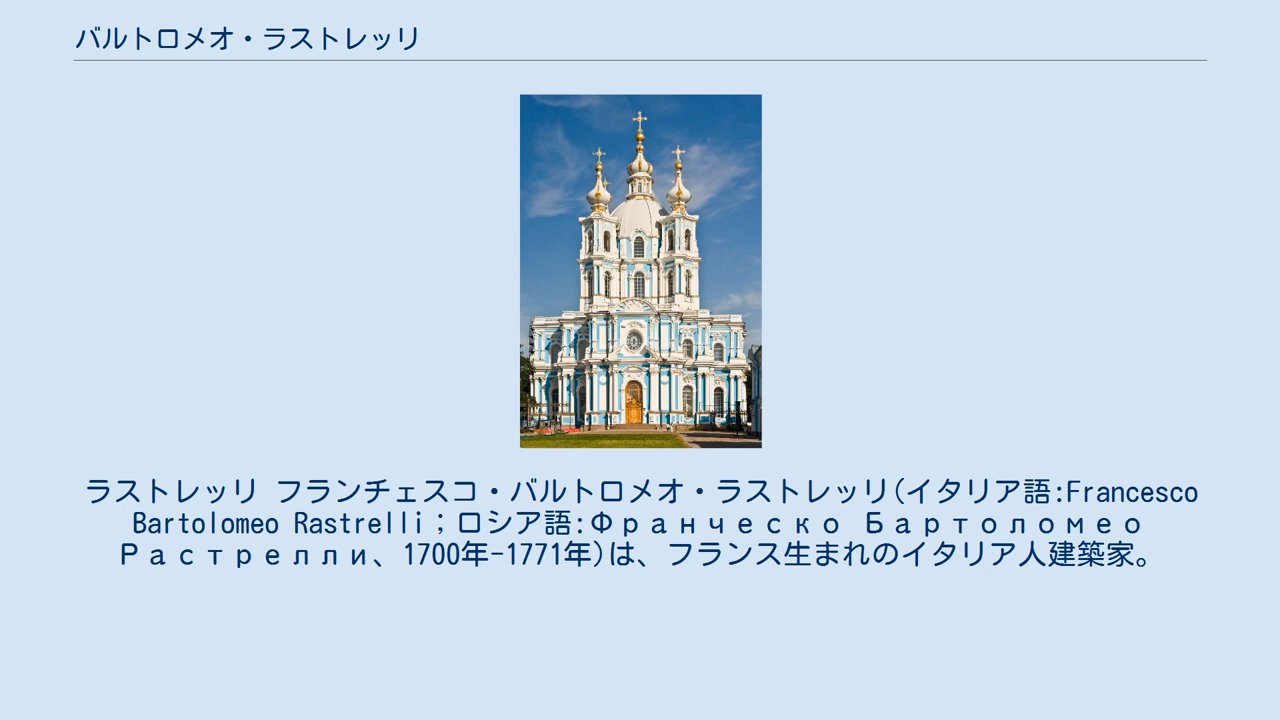 バルトロメオ・ラストレッリ
ラストレッリ フランチェスコ・バルトロメオ・ラストレッリ(イタリア語:Francesco
Bartolomeo Rastrelli；ロシア語:Франческо Бартоломео
Растрелли、1700年-1771年)は、フランス生まれのイタリア人建築家。